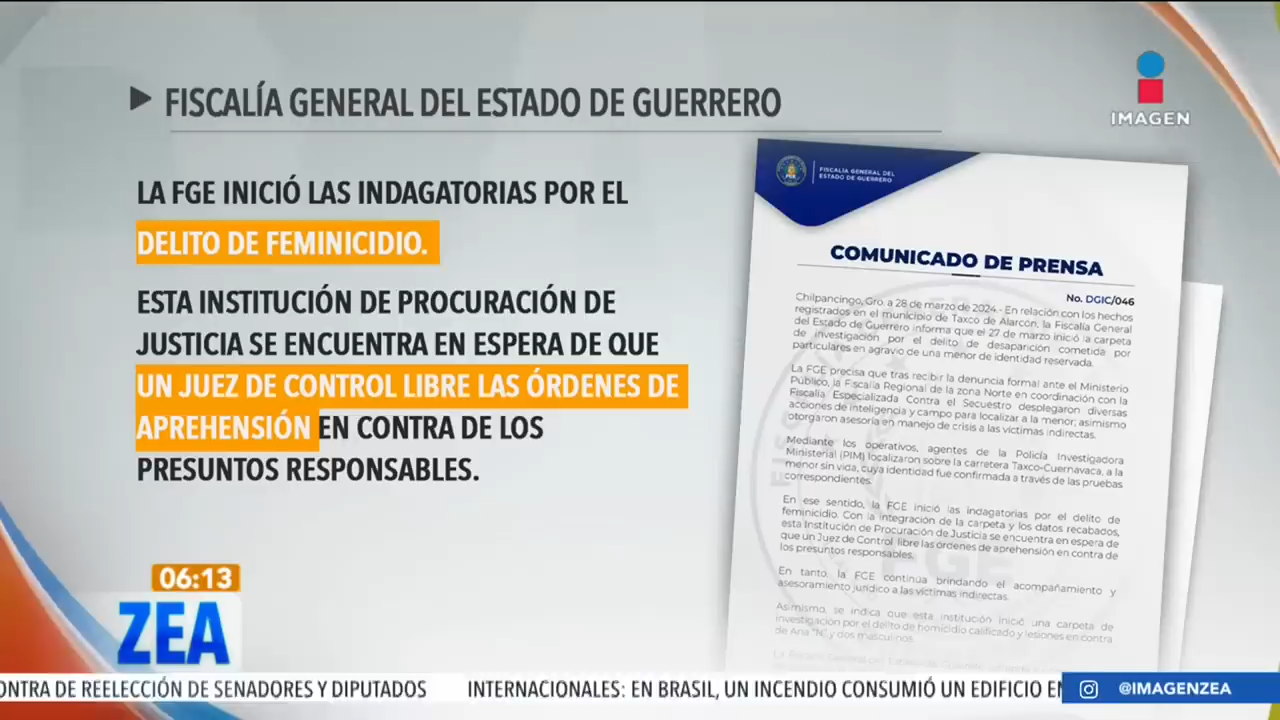 FISCALÍA GENERAL DEL ESTADO DE GUERRERO
IMAGEN
LA FGE INICIÓ LAS INDAGATORIAS POR EL
DELITO DE FEMINICIDIO.
ESTA INSTITUCIÓN DE PROCURACIÓN DE
JUSTICIA SE ENCUENTRA EN ESPERA DE QUE
UN JUEZ DE CONTROL LIBRE LAS ÓRDENES DE
APREHENSIÓN EN CONTRA DE LOS
PRESUNTOS RESPONSABLES.
FISCALÍA GENERAL DEL
ESTADO DE GUERRERO
COMUNICADO DE PRENSA
No. DGIC/046
Chilpancingo, Gro. a 28 de marzo de 2024.- En relación con los hechos
registrados en el municipio de Taxco de Alarcón, la Fiscalía General
del Estado de Guerrero informa que el 27 de marzo inició la carpeta
de investigación por el delito de desaparición cometida por
particulares en agravio de una menor de identidad reservada.
La FGE precisa que tras recibir la denuncia formal ante el Ministerio
Público, la Fiscalía Regional de la zona Norte en coordinación con la
Fiscalía Especializada Contra el Secuestro desplegaron diversas
acciones de inteligencia y campo para localizar a la menor; asimismo
otorgaron asesoría en manejo de crisis a las víctimas indirectas.
Mediante los operativos, agentes de la Policía Investigadora
Ministerial (PIM) localizaron sobre la carretera Taxco-Cuernavaca, a la
menor sin vida, cuya identidad fue confirmada a través de las pruebas
correspondientes.
En ese sentido, la FGE inició las indagatorias por el delito de
feminicidio. Con la integración de la carpeta y los datos recabados,
esta Institución de Procuración de Justicia se encuentra en espera de
que un Juez de Control libre las órdenes de aprehensión en contra de
los presuntos responsables.
En tanto, la FGE continúa brindando el acompañamiento y
asesoramiento jurídico a las víctimas indirectas.
Asimismo, se indica que esta institución inició una carpeta de
investigación por el delito de homicidio calificado y lesiones en contra
de Ana "N" y dos masculinos.
06:13
ZEA
ONTRA DE REELECCIÓN DE SENADORES Y DIPUTADOS INTERNACIONALES: EN BRASIL, UN INCENDIO CONSUMIÓ UN EDIFICIO EN
@IMAGENZEA